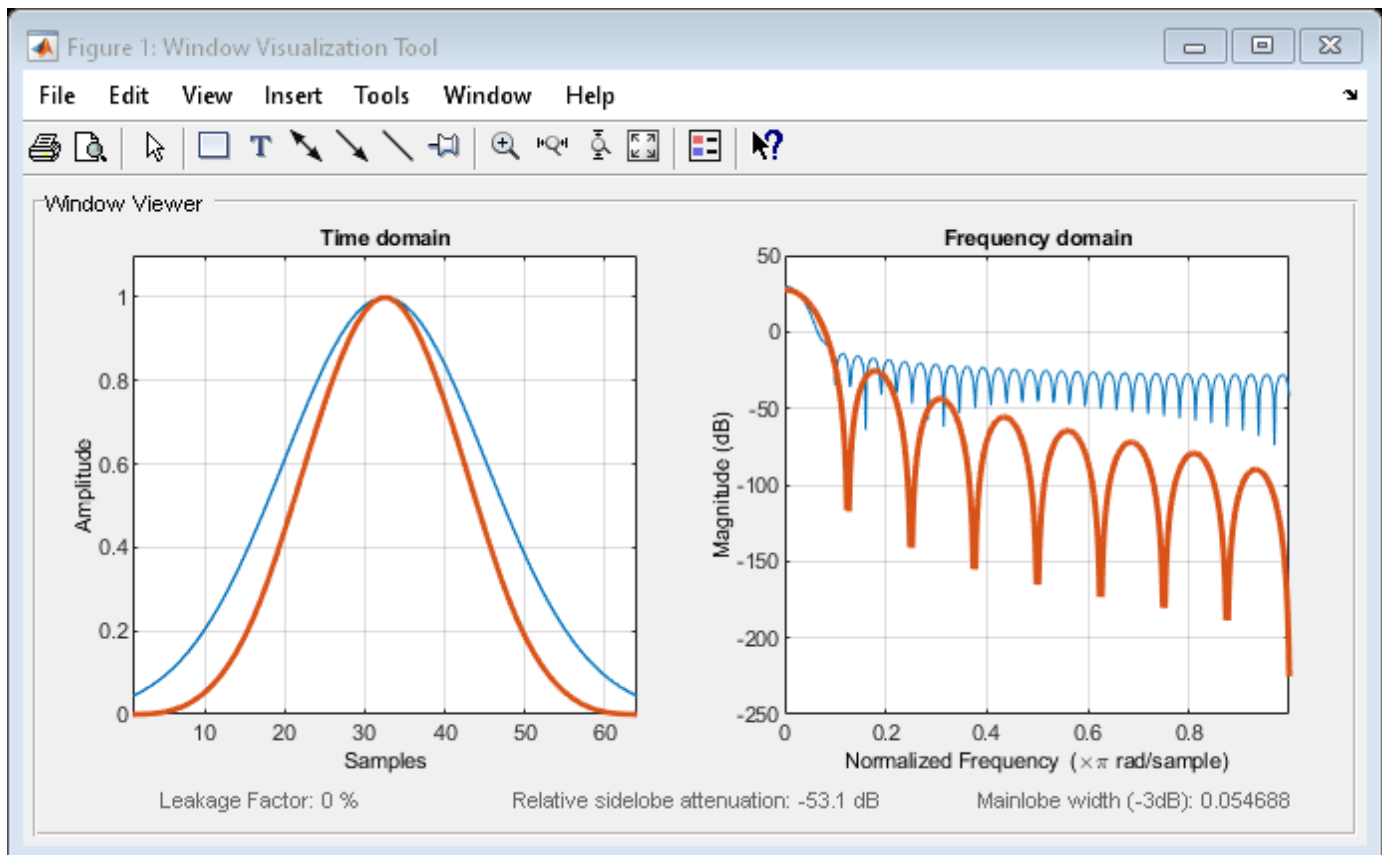 Figure 1: Window Visualization Tool
File Edit View Insert Tools Window Help
T
Window Viewer
Time domain
Amplitude
1
0.8
0.6
0.4
0.2
0
10 20 30 40 50 60
Samples
Frequency domain
Magnitude (dB)
50
0
-50
-100
-150
-200
-250
0 0.2 0.4 0.6 0.8
Normalized Frequency (×π rad/sample)
Leakage Factor: 0 % Relative sidelobe attenuation: -53.1 dB Mainlobe width (-3dB): 0.054688